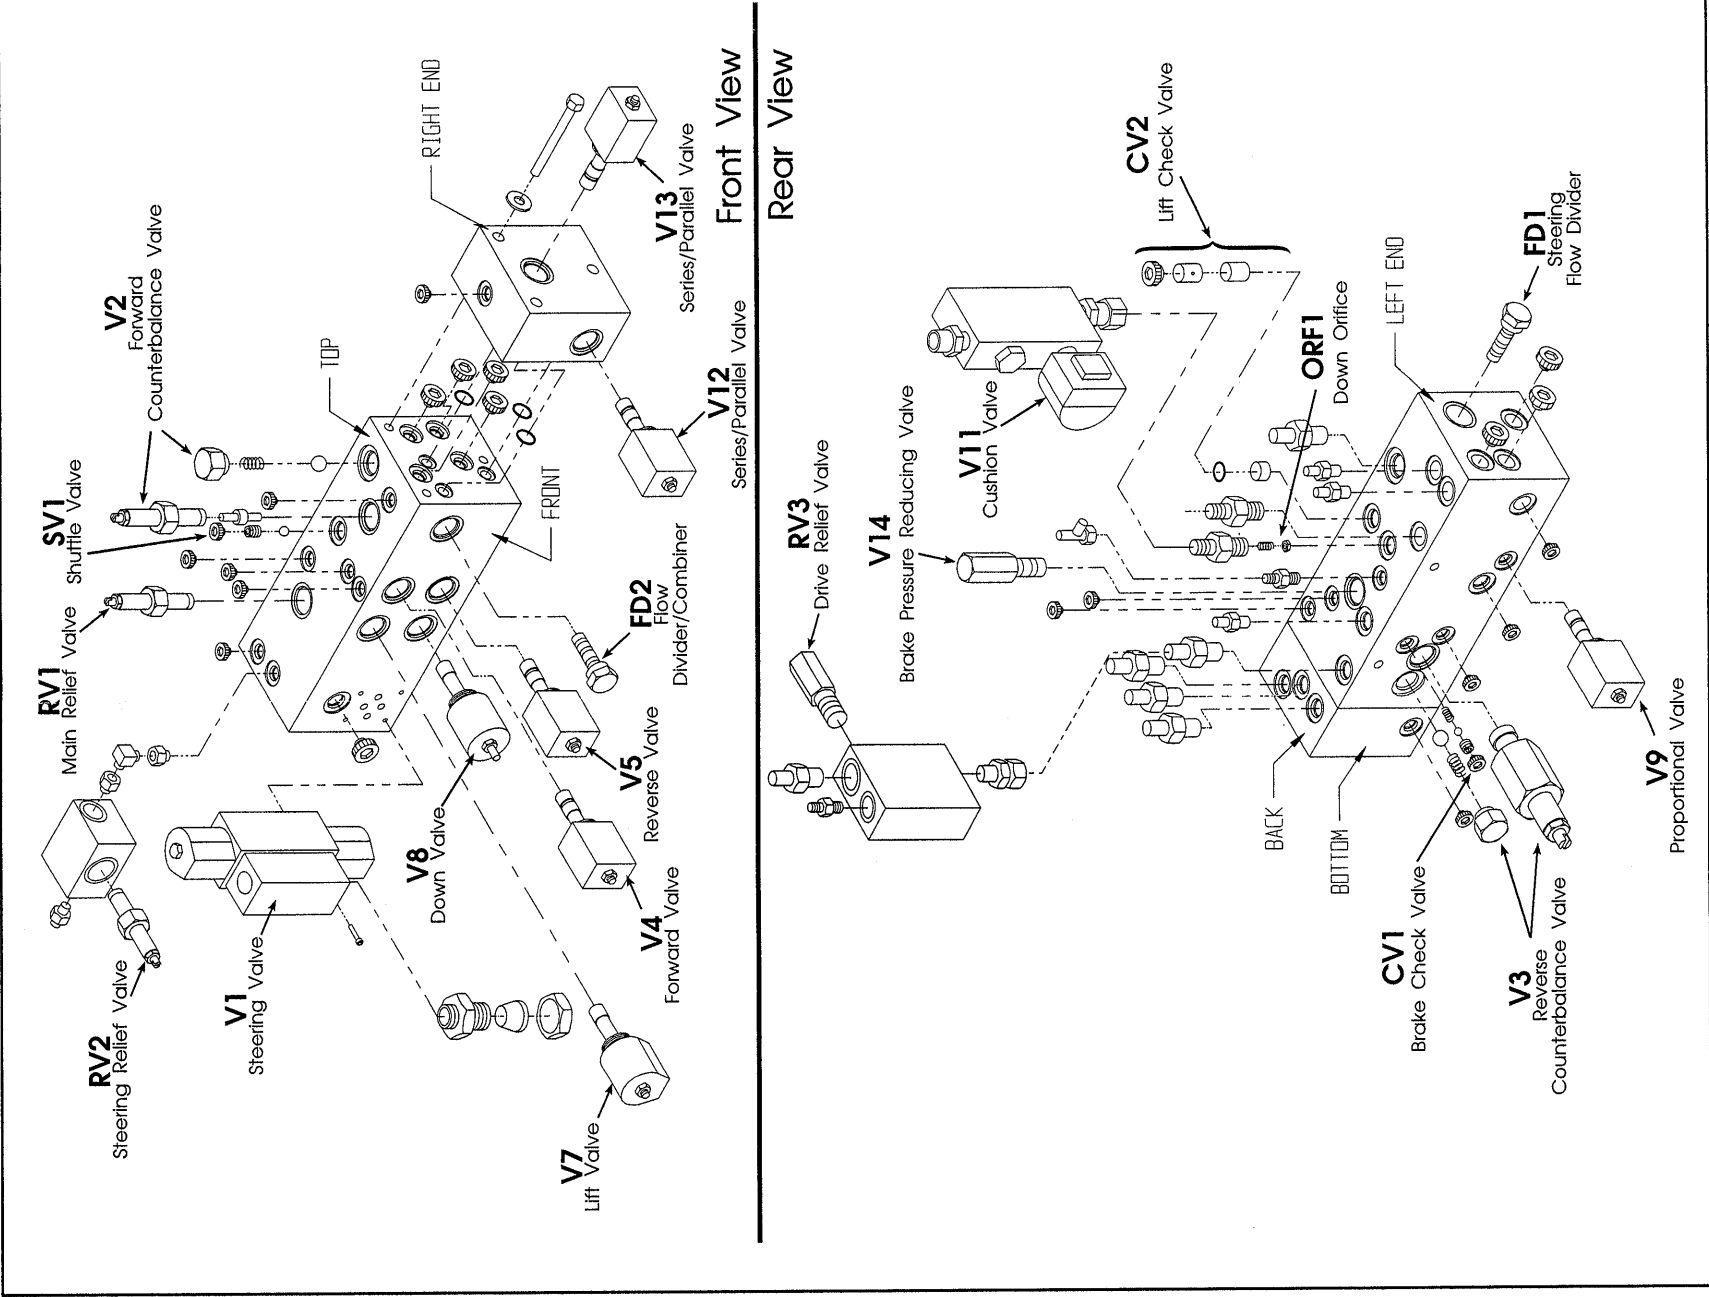 Front View
RV2
Steering Relief Valve
RV1
Main Relief Valve
SV1
Shuttle Valve
V2
Forward
Counterbalance Valve
TOP
RIGHT END
V1
Steering Valve
V8
Down Valve
FRONT
V7
Lift Valve
V4
Forward Valve
V5
Reverse Valve
FD2
Flow
Divider/Combiner
V12
Series/Parallel Valve
V13
Series/Parallel Valve
Rear View
RV3
Drive Relief Valve
V14
Brake Pressure Reducing Valve
V11
Cushion Valve
CV2
Lift Check Valve
ORF1
Down Orifice
LEFT END
FD1
Steering
Flow Divider
BACK
BOTTOM
CV1
Brake Check Valve
V3
Reverse
Counterbalance Valve
V9
Proportional Valve